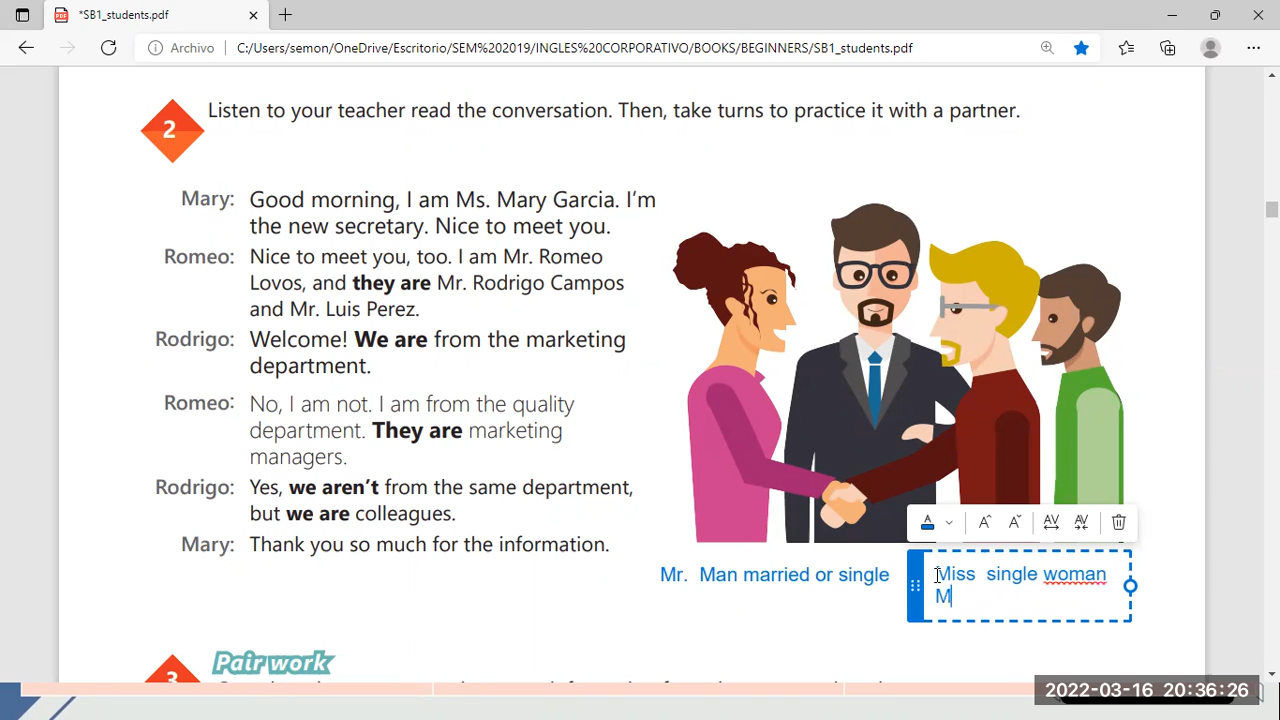 *SB1_students.pdf
Archivo
C:/Users/semon/OneDrive/Escritorio/SEM%202019/INGLES%20CORPORATIVO/BOOKS/BEGINNERS/SB1_students.pdf
2
Listen to your teacher read the conversation. Then, take turns to practice it with a partner.
Mary: Good morning, I am Ms. Mary Garcia. I'm
the new secretary. Nice to meet you.
Romeo: Nice to meet you, too. I am Mr. Romeo
Lovos, and they are Mr. Rodrigo Campos
and Mr. Luis Perez.
Rodrigo: Welcome! We are from the marketing
department.
Romeo: No, I am not. I am from the quality
department. They are marketing
managers.
Rodrigo: Yes, we aren't from the same department,
but we are colleagues.
Mary: Thank you so much for the information.
Mr. Man married or single
Miss single woman
M
3
Pair work
2022-03-16 20:36:26